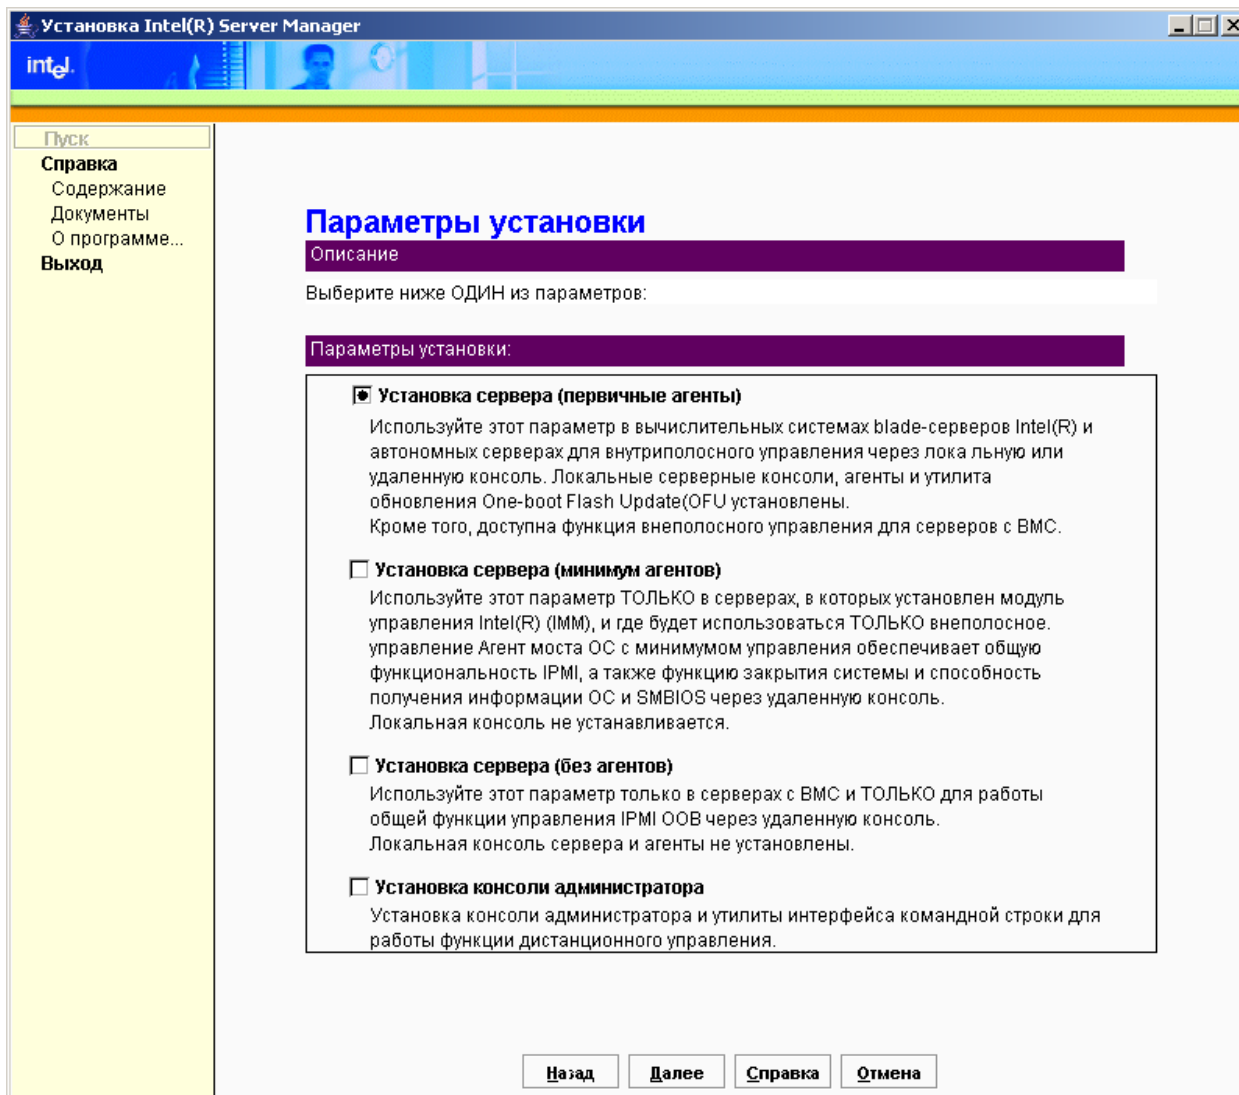 Установка Intel(R) Server Manager
intel.
Пуск
Справка
Содержание
Документы
О программе...
Выход
Параметры установки
Описание
Выберите ниже ОДИН из параметров:
Параметры установки:
Установка сервера (первичные агенты)
Используйте этот параметр в вычислительных системах blade-серверов Intel(R) и
автономных серверах для внутриполосного управления через лока льную или
удаленную консоль. Локальные серверные консоли, агенты и утилита
обновления One-boot Flash Update(OFU установлены.
Кроме того, доступна функция внеполосного управления для серверов с BMC.
Установка сервера (минимум агентов)
Используйте этот параметр ТОЛЬКО в серверах, в которых установлен модуль
управления Intel(R) (IMM), и где будет использоваться ТОЛЬКО внеполосное.
управление Агент моста ОС с минимумом управления обеспечивает общую
функциональность IPMI, а также функцию закрытия системы и способность
получения информации ОС и SMBIOS через удаленную консоль.
Локальная консоль не устанавливается.
Установка сервера (без агентов)
Используйте этот параметр только в серверах с BMC и ТОЛЬКО для работы
общей функции управления IPMI OOB через удаленную консоль.
Локальная консоль сервера и агенты не установлены.
Установка консоли администратора
Установка консоли администратора и утилиты интерфейса командной строки для
работы функции дистанционного управления.
Назад Далее Справка Отмена